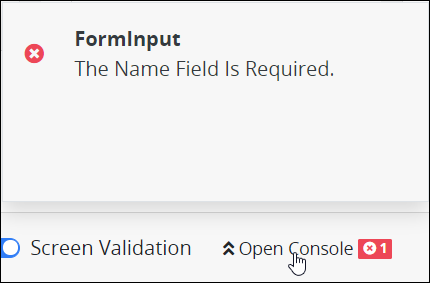 FormInput
The Name Field Is Required.
Screen Validation
Open Console 1